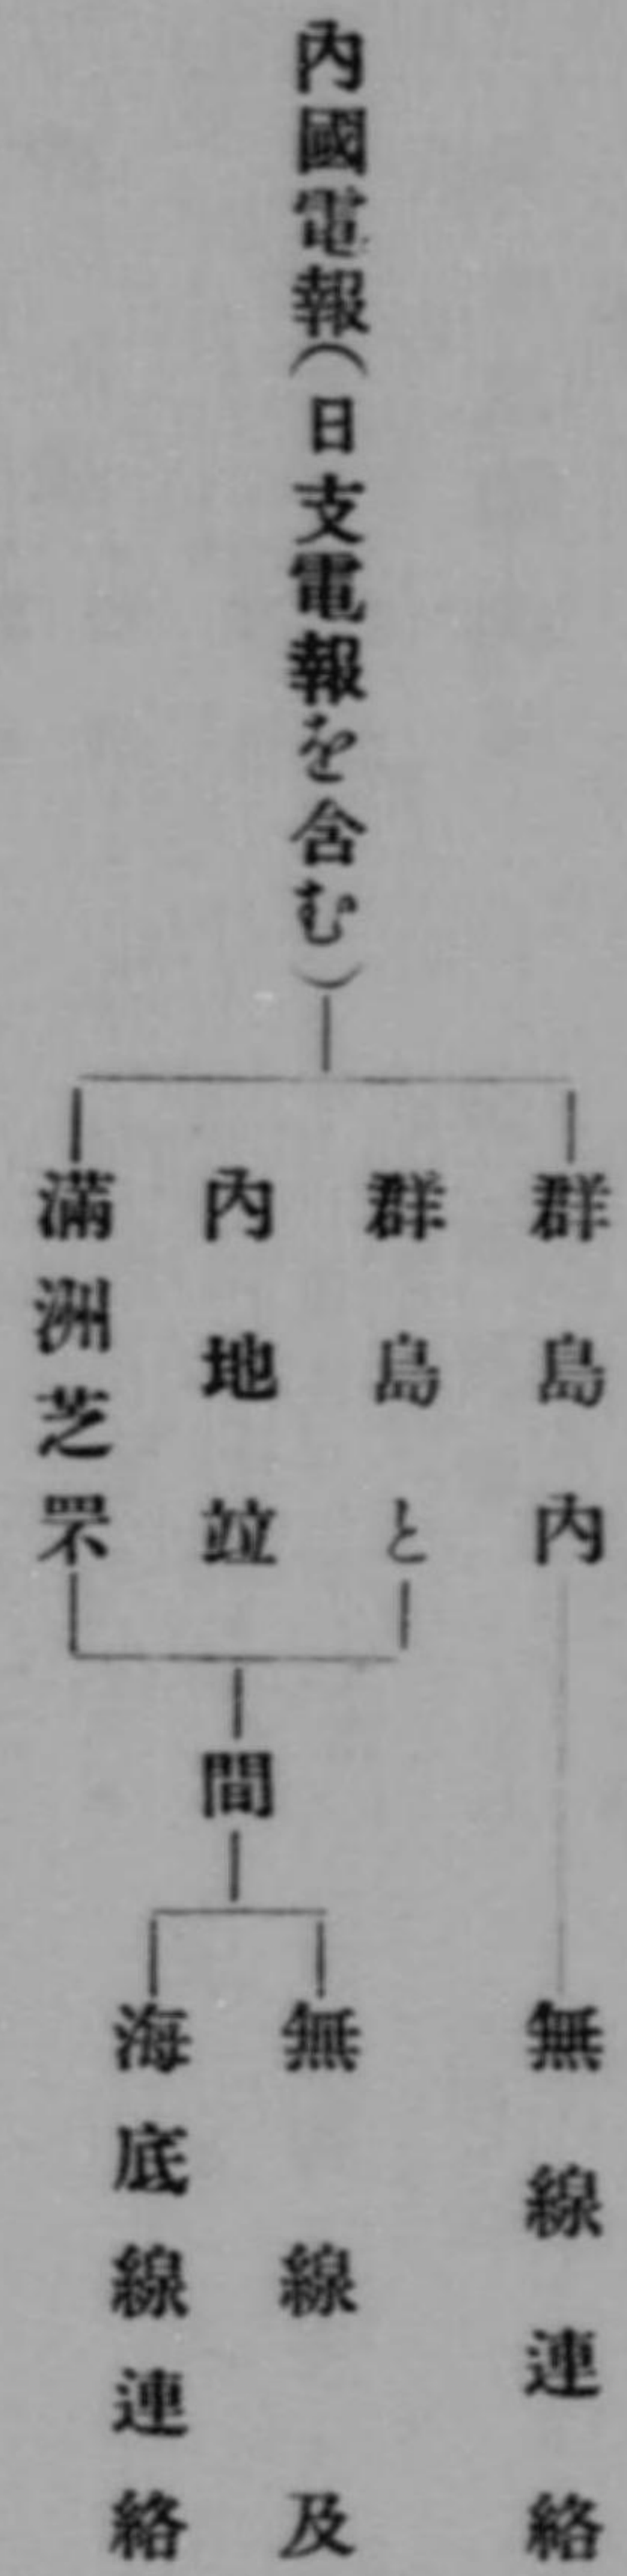 內國電報(日支電報を含む)
群島內
無線連絡
群島と
內地竝
滿洲芝罘
間
無線及
海底線連絡